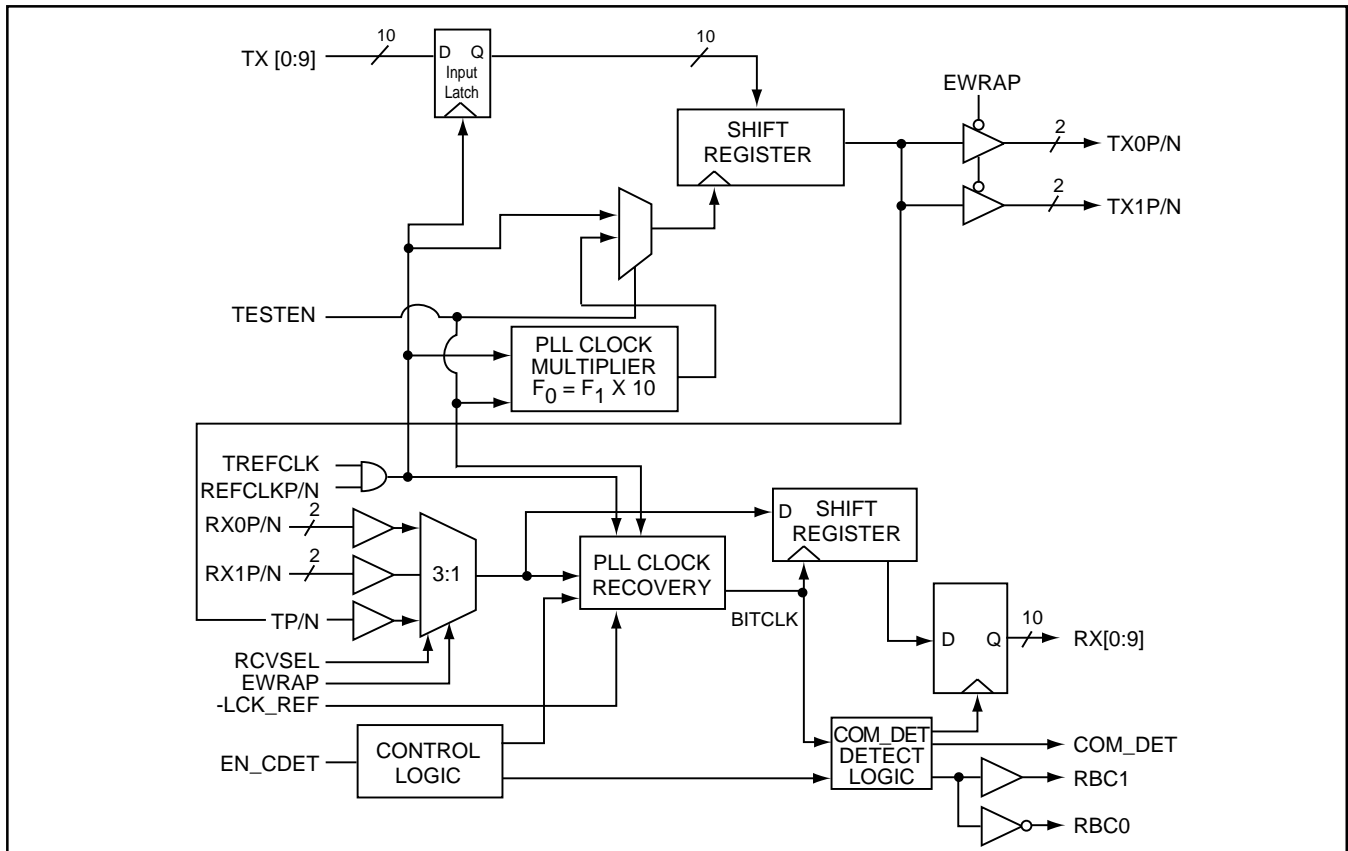 TX [0:9]
10
D Q
Input
Latch
10
SHIFT
REGISTER
EWRAP
2
TX0P/N
2
TX1P/N
TESTEN
PLL CLOCK
MULTIPLIER
F0 = F1 X 10
TREFCLK
REFCLKP/N
RX0P/N
2
RX1P/N
2
TP/N
3:1
RCVSEL
EWRAP
-LCK_REF
PLL CLOCK
RECOVERY
BITCLK
D SHIFT
REGISTER
D Q
10
RX[0:9]
EN_CDET
CONTROL
LOGIC
COM_DET
DETECT
LOGIC
COM_DET
RBC1
RBC0